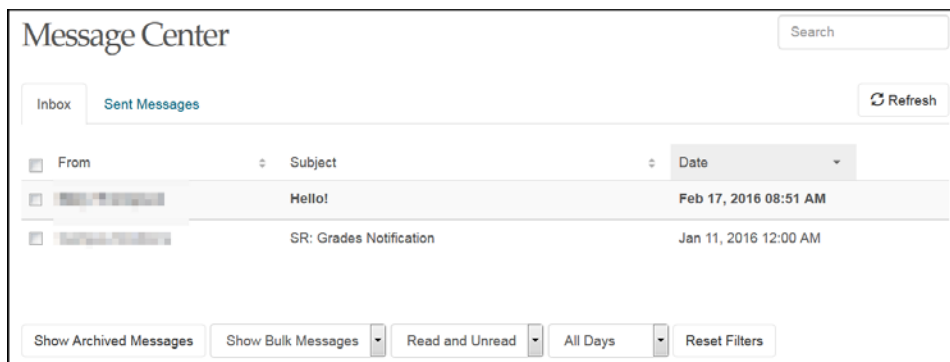 Message Center
Search
Inbox Sent Messages Refresh
From Subject Date
Hello! Feb 17, 2016 08:51 AM
SR: Grades Notification Jan 11, 2016 12:00 AM
Show Archived Messages Show Bulk Messages Read and Unread All Days Reset Filters